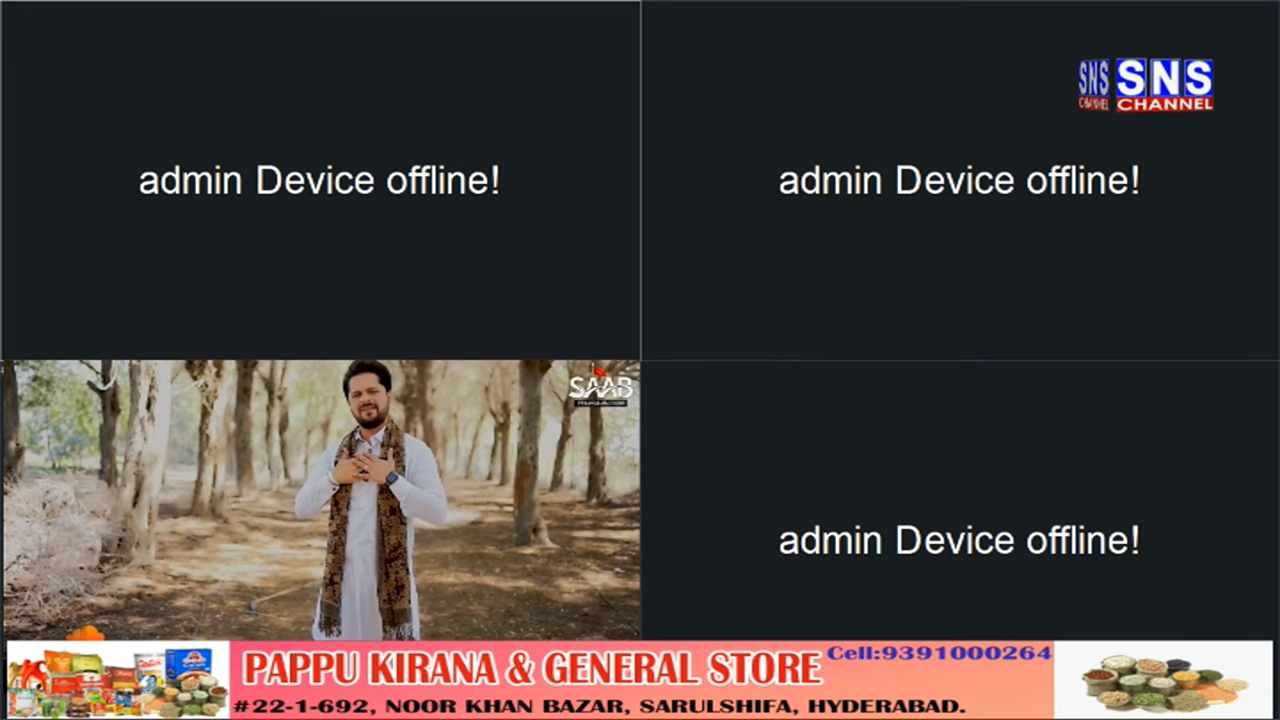 admin Device offline!
SNS SNS
CHANNEL CHANNEL
admin Device offline!
SAAB
admin Device offline!
PAPPU KIRANA & GENERAL STORE
Cell:9391000264
#22-1-692, NOOR KHAN BAZAR, SARULSHIFA, HYDERABAD.